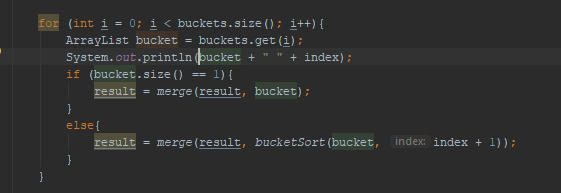 for (int i = 0; i < buckets.size(); i++){
ArrayList bucket = buckets.get(i);
System.out.println(bucket + " " + index);
if (bucket.size() == 1){
result = merge(result, bucket);
}
else{
result = merge(result, bucketSort(bucket, index: index + 1));
}
}